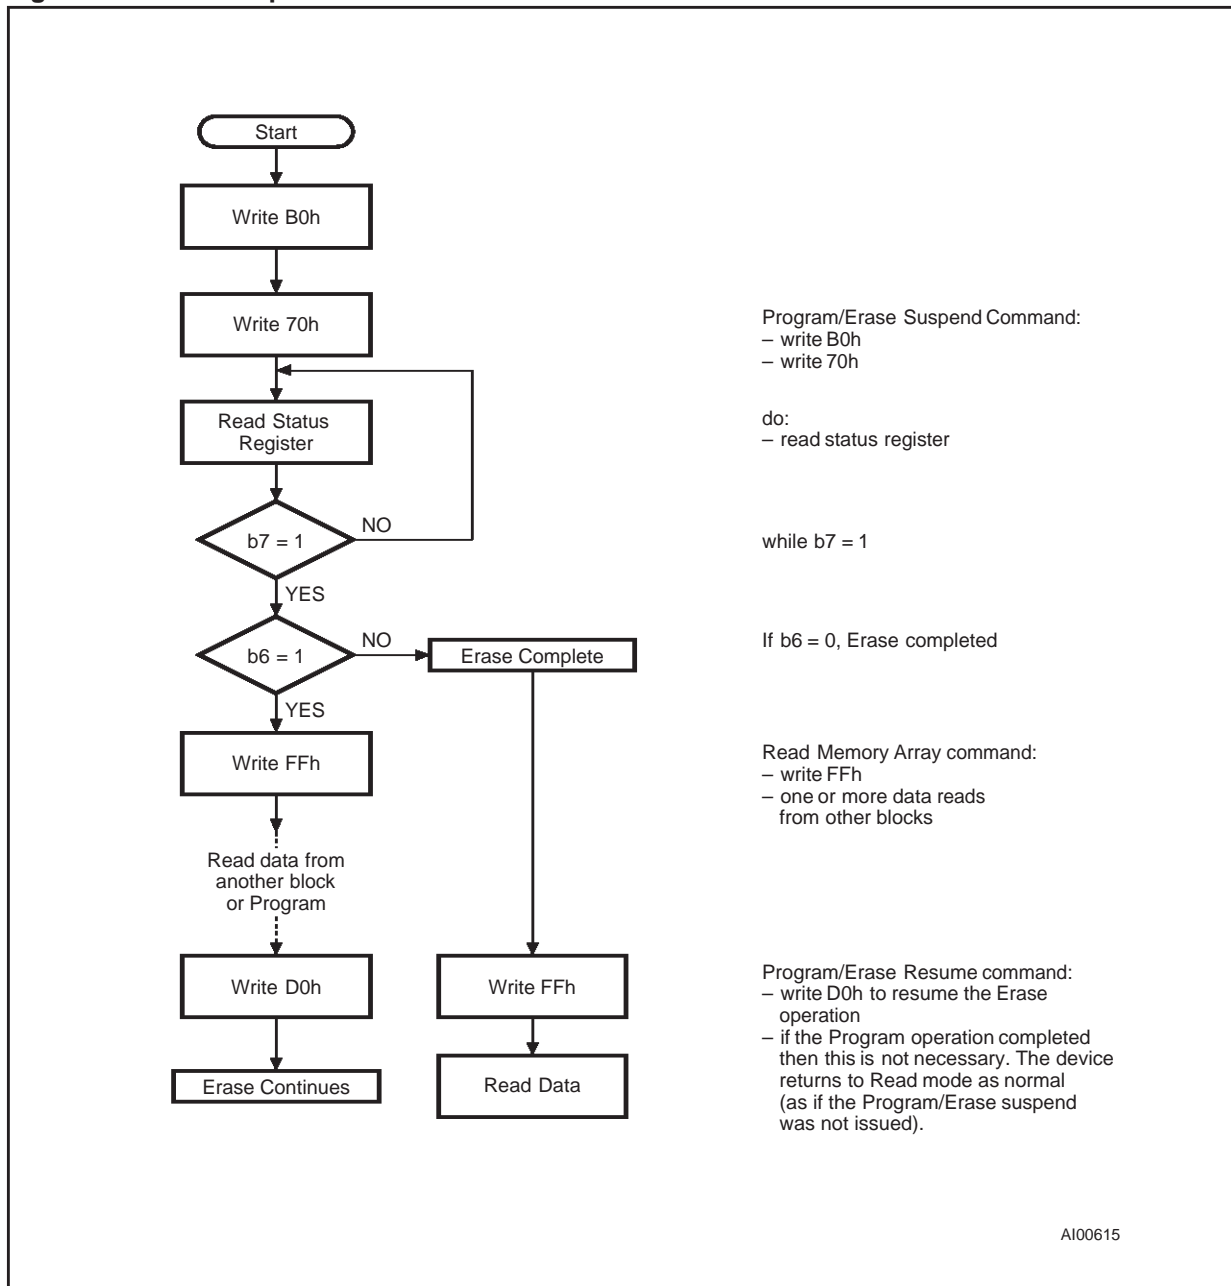 Start
Write B0h
Write 70h
Read Status
Register
b7 = 1
NO
YES
b6 = 1
NO
YES
Erase Complete
Write FFh
Read data from
another block
or Program
Write D0h
Erase Continues
Write FFh
Read Data
Program/Erase Suspend Command:
– write B0h
– write 70h
do:
– read status register
while b7 = 1
If b6 = 0, Erase completed
Read Memory Array command:
– write FFh
– one or more data reads
from other blocks
Program/Erase Resume command:
– write D0h to resume the Erase
operation
– if the Program operation completed
then this is not necessary. The device
returns to Read mode as normal
(as if the Program/Erase suspend
was not issued).
AI00615